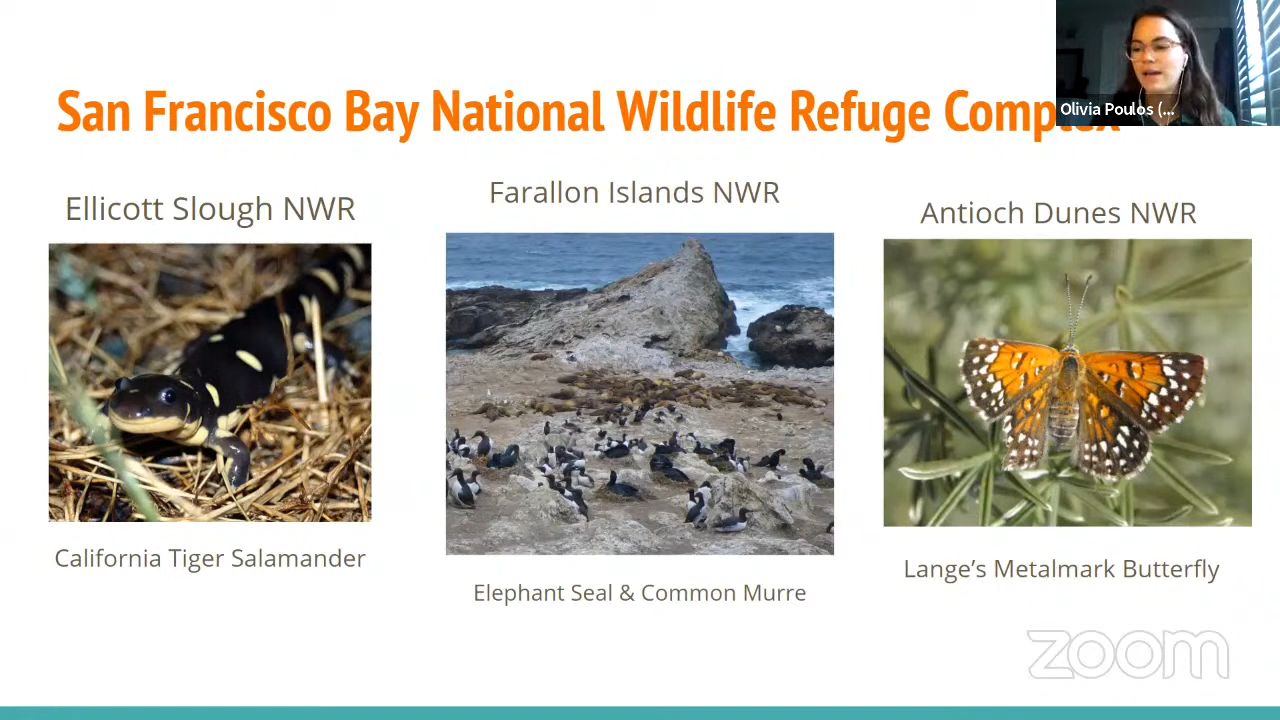 San Francisco Bay National Wildlife Refuge Complex
Olivia Poulos (...
Ellicott Slough NWR
Farallon Islands NWR
Antioch Dunes NWR
California Tiger Salamander
Elephant Seal & Common Murre
Lange’s Metalmark Butterfly
zoom